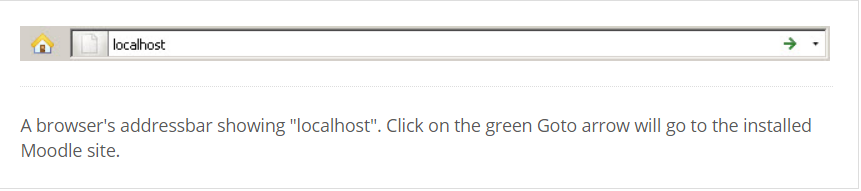 localhost
A browser's addressbar showing "localhost". Click on the green Goto arrow will go to the installed
Moodle site.